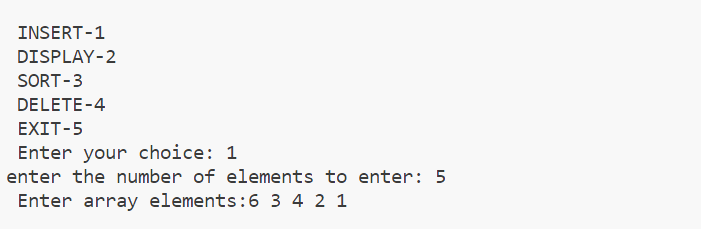 INSERT-1
DISPLAY-2
SORT-3
DELETE-4
EXIT-5
Enter your choice: 1
enter the number of elements to enter: 5
Enter array elements:6 3 4 2 1